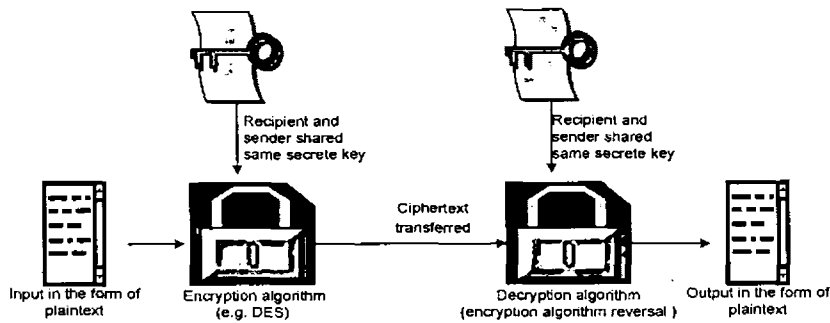 Recipient and
sender shared
same secrete key
Recipient and
sender shared
same secrete key
Ciphertext
transferred
Input in the form of
plaintext
Encryption algorithm
(e.g. DES)
Decryption algorithm
(encryption algorithm reversal )
Output in the form of
plaintext